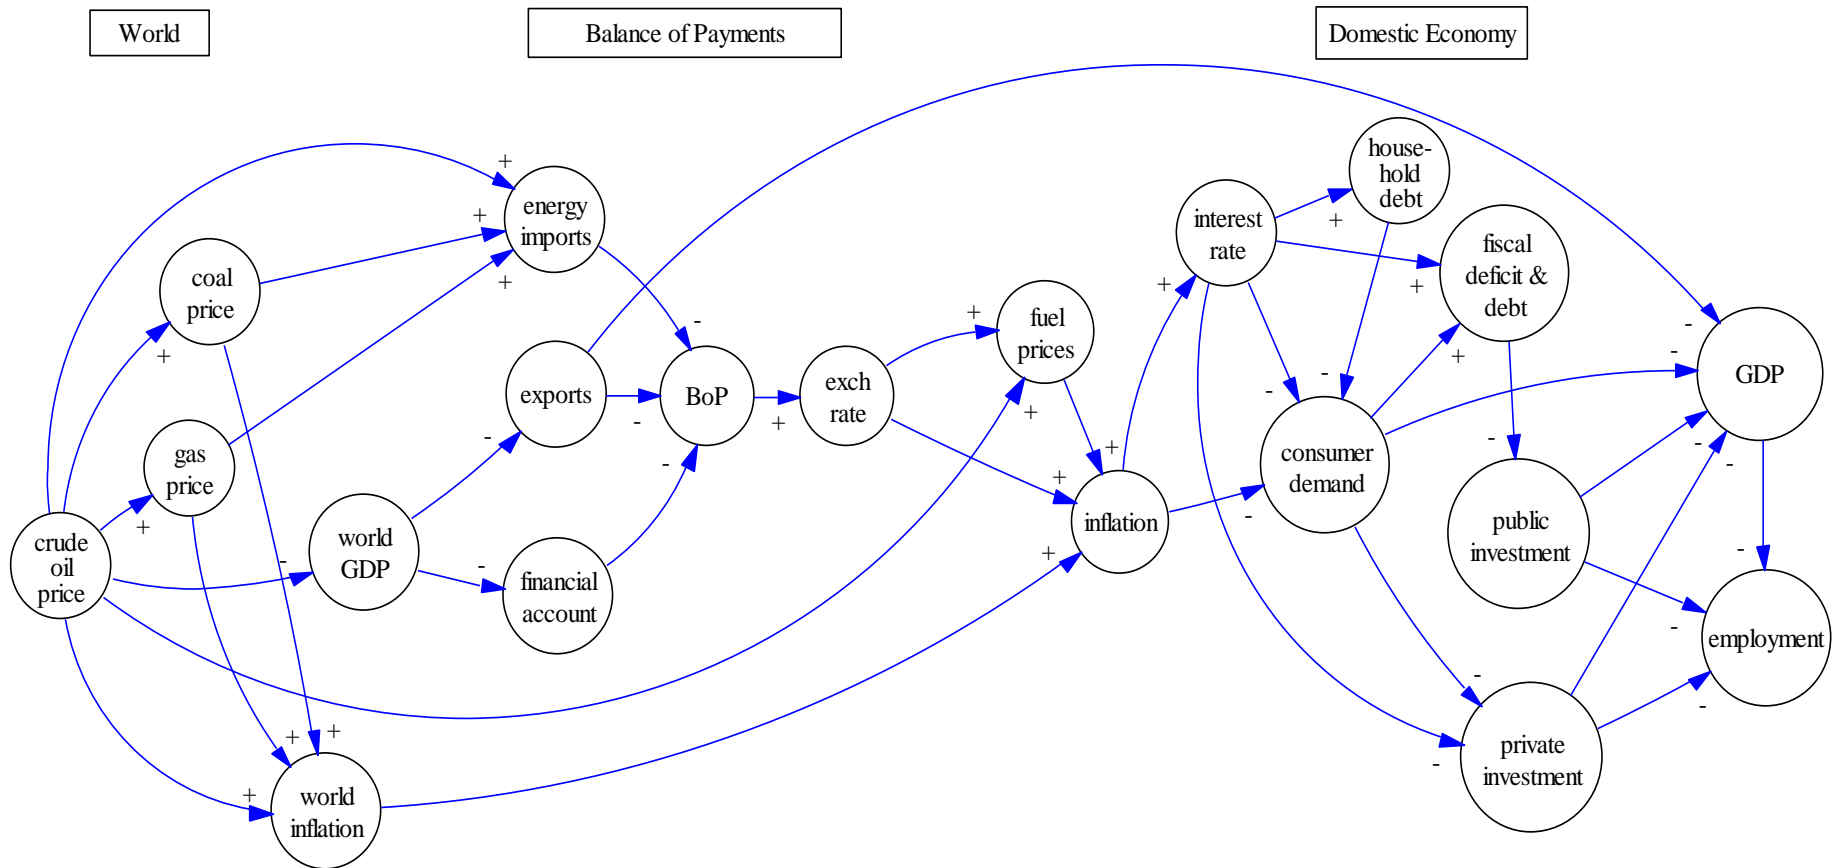 World
Balance of Payments
Domestic Economy
house-
hold
debt
+
energy
imports
+
interest
rate
+
fiscal
deficit &
debt
+
+
coal
price
+
+
-
fuel
prices
+
+
-
-
GDP
-
-
exports
-
BoP
+
exch
rate
+
-
-
+
-
gas
price
+
-
-
+
+
consumer
demand
-
-
-
-
crude
oil
price
-
world
GDP
-
financial
account
inflation
+
public
investment
-
-
employment
-
-
-
private
investment
-
+
+
+
world
inflation